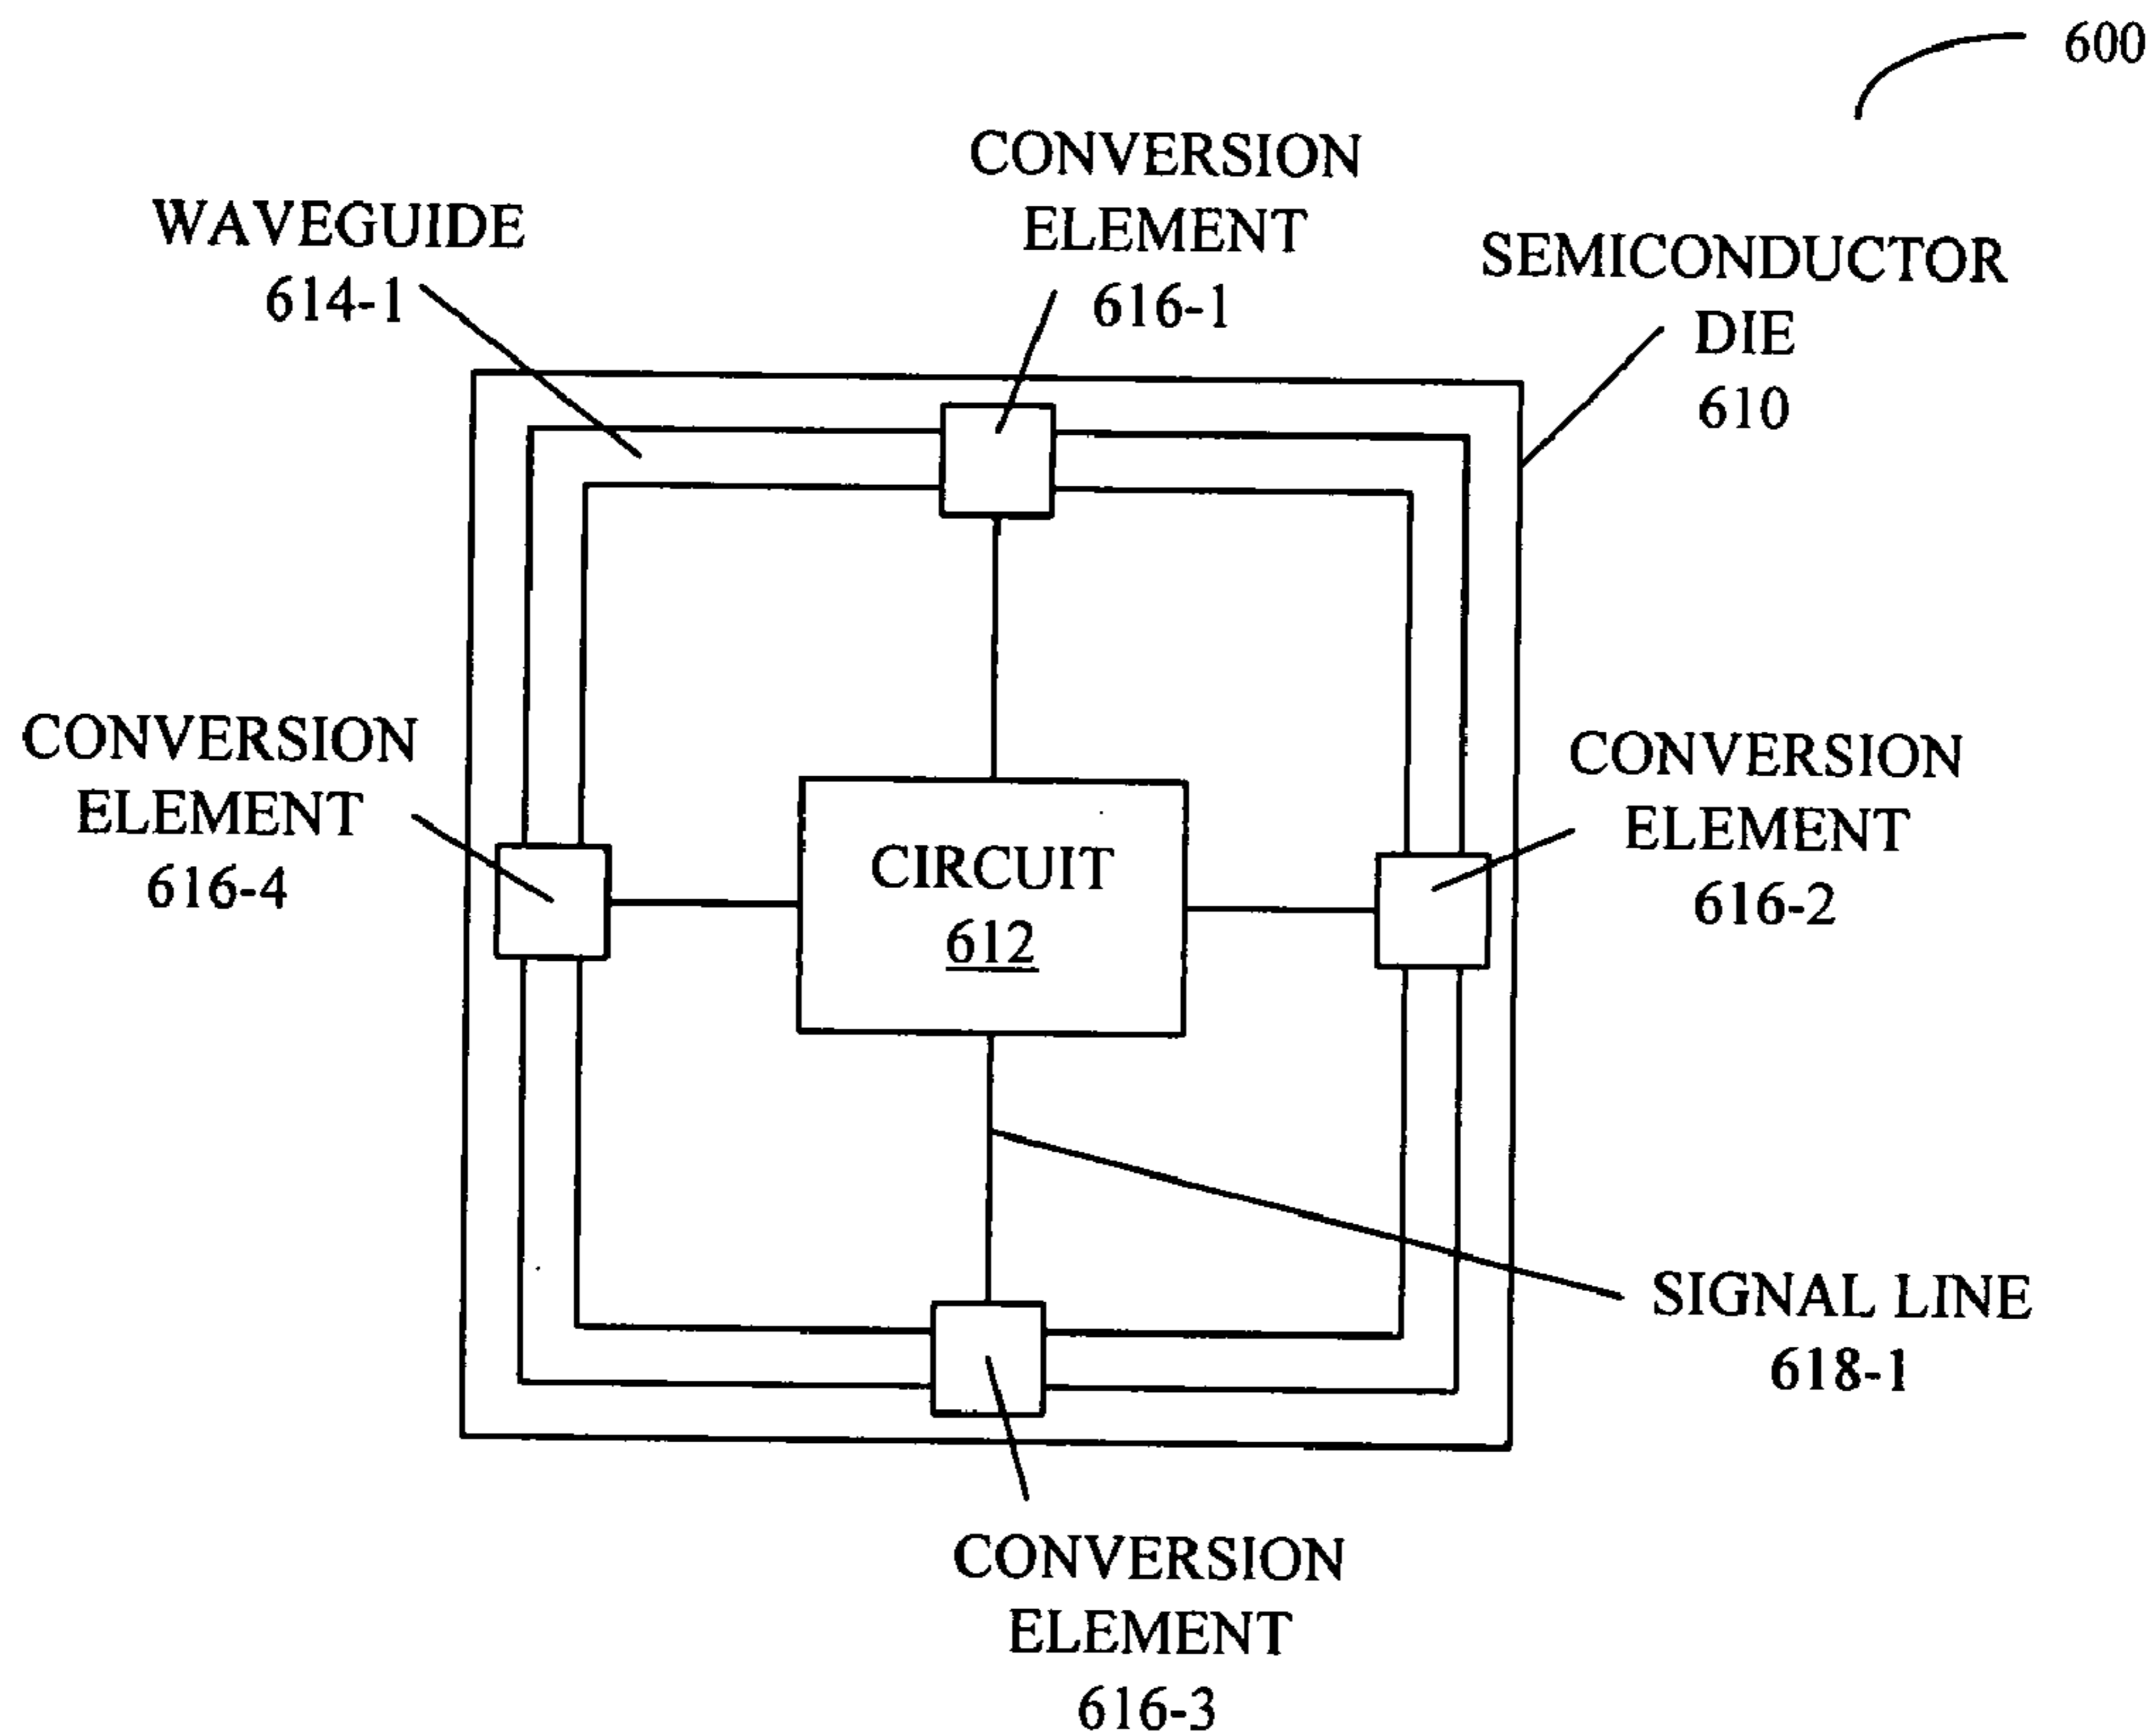 600
CONVERSION
ELEMENT
616-1
WAVEGUIDE
614-1
SEMICONDUCTOR
DIE
610
CONVERSION
ELEMENT
616-4
CONVERSION
ELEMENT
616-2
CIRCUIT
612
SIGNAL LINE
618-1
CONVERSION
ELEMENT
616-3